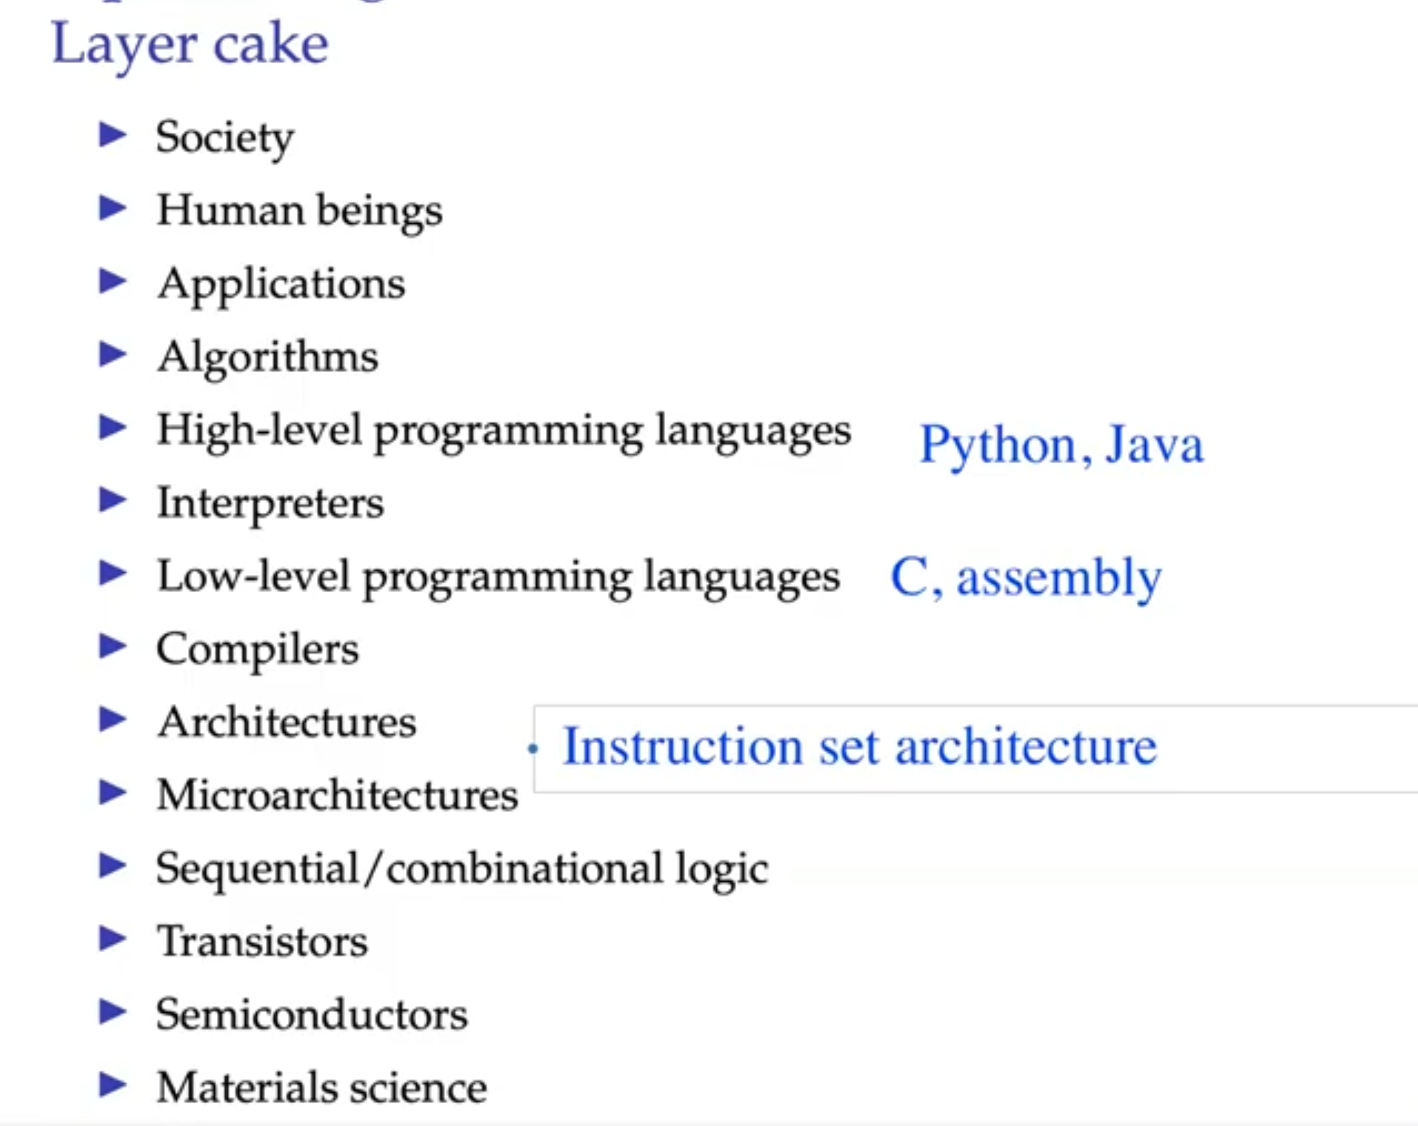 Layer cake
Society
Human beings
Applications
Algorithms
High-level programming languages Python, Java
Interpreters
Low-level programming languages C, assembly
Compilers
Architectures
Instruction set architecture
Microarchitectures
Sequential/combinational logic
Transistors
Semiconductors
Materials science